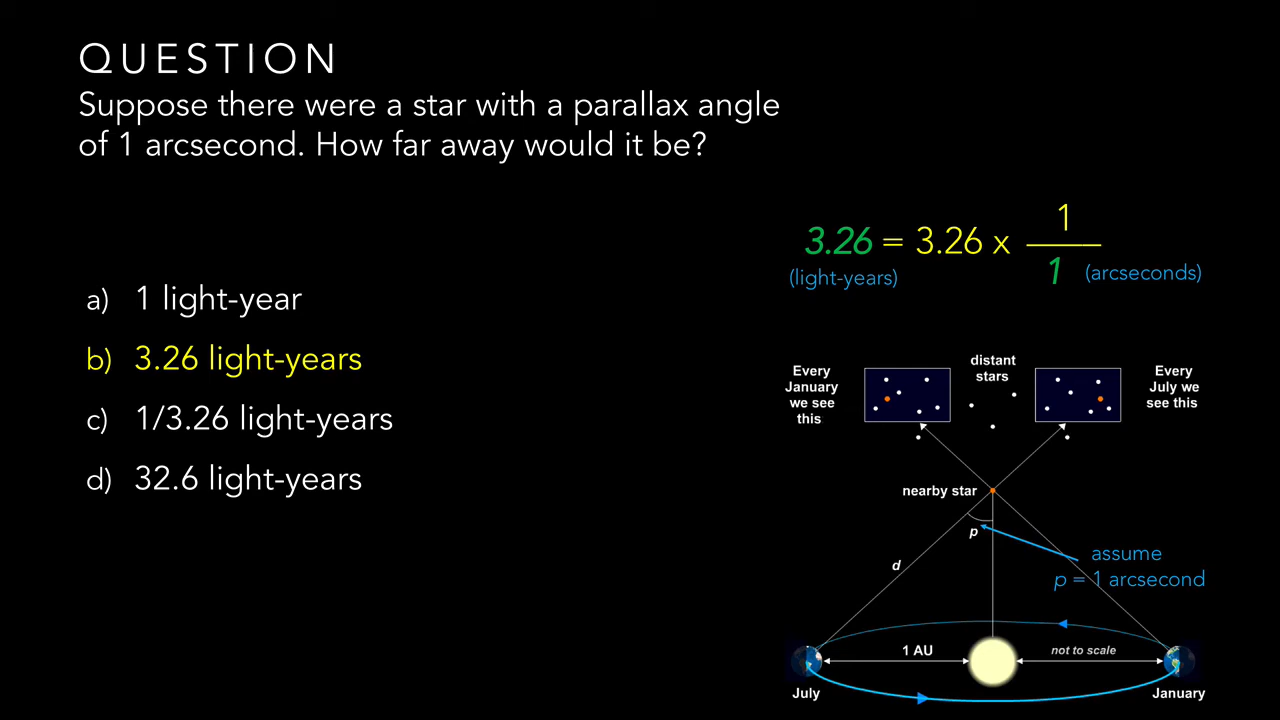 QUESTION
Suppose there were a star with a parallax angle
of 1 arcsecond. How far away would it be?
a) 1 light-year
b) 3.26 light-years
c) 1/3.26 light-years
d) 32.6 light-years
1
3.26 = 3.26 x
1
(light-years)
(arcseconds)
Every
January
we see
this
distant
stars
Every
July we
see this
nearby star
p
d
assume
p = 1 arcsecond
1 AU
not to scale
July
January